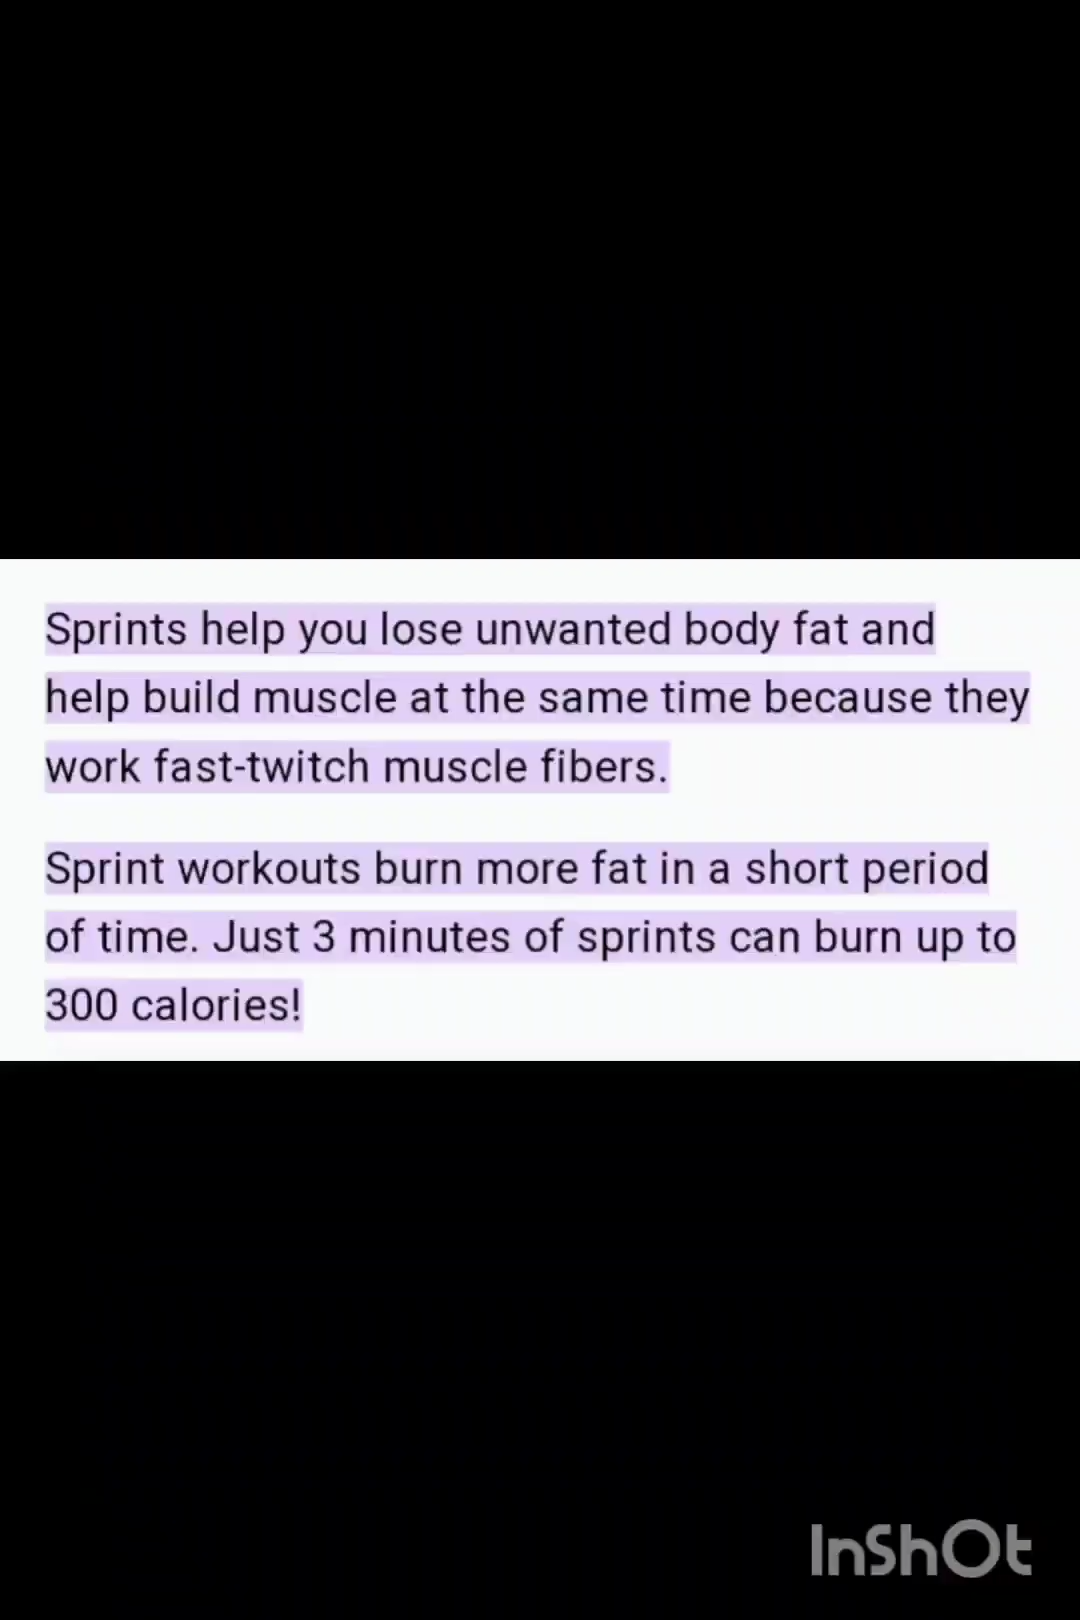 Sprints help you lose unwanted body fat and
help build muscle at the same time because they
work fast-twitch muscle fibers.
Sprint workouts burn more fat in a short period
of time. Just 3 minutes of sprints can burn up to
300 calories!
InShOt